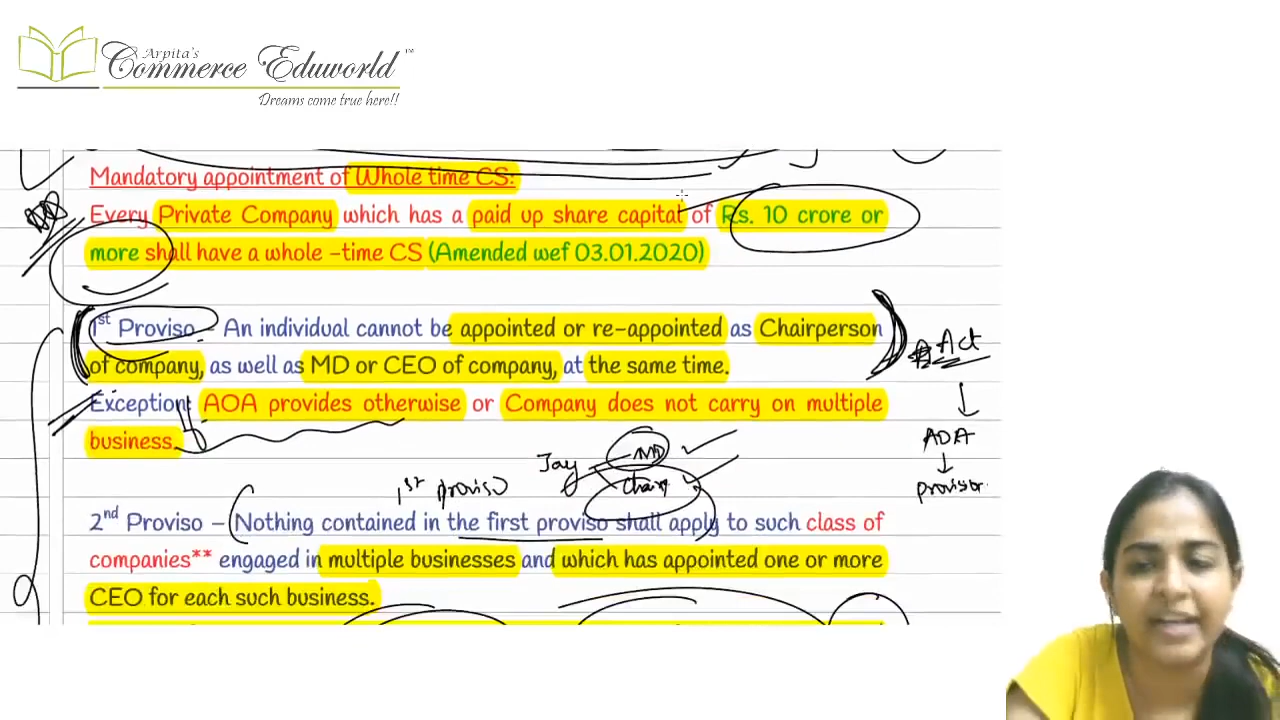 Arpita's
Commerce Eduworld™
Dreams come true here!!
Mandatory appointment of Whole time CS:
Every Private Company which has a paid up share capital of Rs. 10 crore or
more shall have a whole -time CS (Amended wef 03.01.2020)
1st Proviso - An individual cannot be appointed or re-appointed as Chairperson
of company, as well as MD or CEO of company, at the same time.
Act
Exception: AOA provides otherwise or Company does not carry on multiple
business.
AOA
MD
Jay
1st proviso
provision
2nd Proviso – Nothing contained in the first proviso shall apply to such class of
companies** engaged in multiple businesses and which has appointed one or more
CEO for each such business.